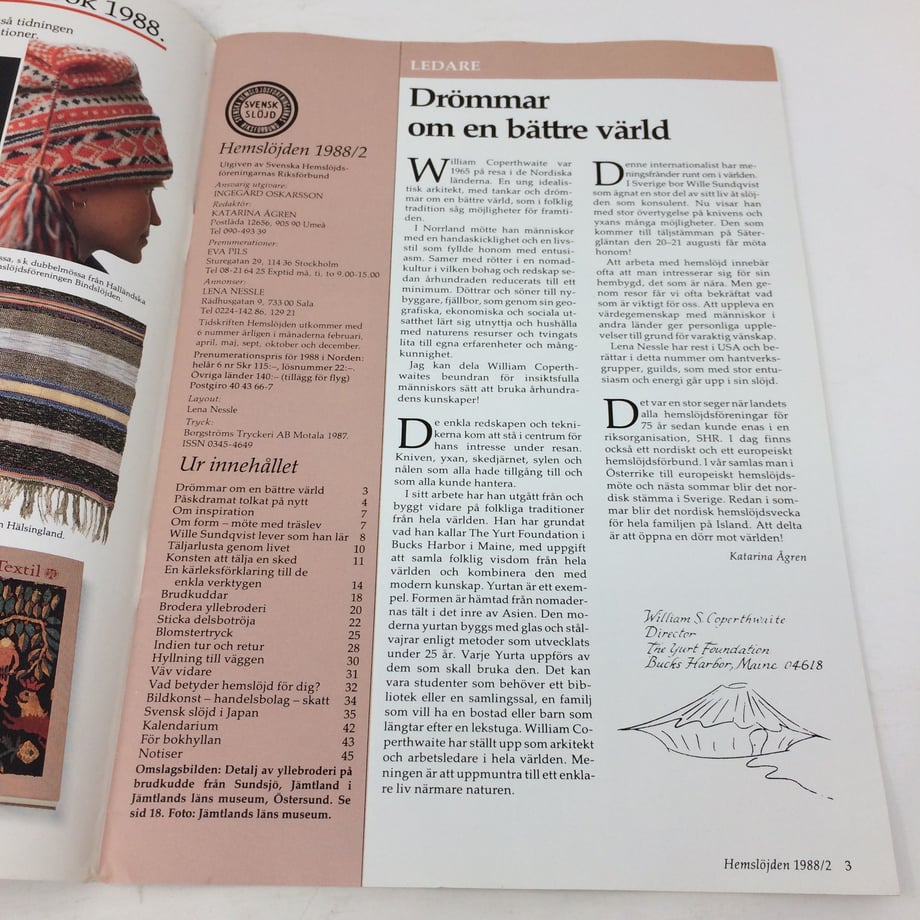 OK 1988.
så tidningen
tioner.
ssa, s k dubbelmössa från Halländska
slöjdsföreningen Bindslöjden.
n Hälsingland.
Textil
SVENSK
SLÖJD
Hemslöjden 1988/2
Utgiven av Svenska Hemslöjds-
föreningarnas Riksförbund
Ansvarig utgivare:
INGEGÄRD OSKARSSON
Redaktör:
KATARINA ÅGREN
Postlåda 12656, 905 90 Umeå
Tel 090-493 39
Prenumerationer:
EVA PILS
Sturegatan 29, 114 36 Stockholm
Tel 08-21 64 25 Exptid må, ti, to 9.00-15.00
Annonser:
LENA NESSLE
Rådhusgatan 9, 733 00 Sala
Tel 0224-142 86, 129 21
Tidskriften Hemslöjden utkommer med
6 nummer årligen i månaderna februari,
april, maj, sept, oktober och december.
Prenumerationspris för 1988 i Norden:
helår 6 nr Skr 115:–, lösnummer 22:–.
Övriga länder 140:– (tillägg för flyg)
Postgiro 40 43 66-7
Layout:
Lena Nessle
Tryck:
Borgströms Tryckeri AB Motala 1987.
ISSN 0345-4649
Ur innehållet
Drömmar om en bättre värld 3
Påskdramat tolkat på nytt 4
Om inspiration 7
Om form – möte med träslev 7
Wille Sundqvist lever som han lär 8
Täljarlusta genom livet 10
Konsten att tälja en sked 11
En kärleksförklaring till de
enkla verktygen 14
Brudkuddar 18
Brodera yllebroderi 20
Sticka delsbotröja 22
Blomstertryck 25
Indien tur och retur 28
Hyllning till väggen 30
Väv vidare 31
Vad betyder hemslöjd för dig? 32
Bildkonst – handelsbolag – skatt 34
Svensk slöjd i Japan 35
Kalendarium 42
För bokhyllan 43
Notiser 45
Omslagsbilden: Detalj av yllebroderi på
brudkudde från Sundsjö, Jämtland i
Jämtlands läns museum, Östersund. Se
sid 18. Foto: Jämtlands läns museum.
LEDARE
Drömmar
om en bättre värld
William Coperthwaite var
1965 på resa i de Nordiska
länderna. En ung idealis-
tisk arkitekt, med tankar och dröm-
mar om en bättre värld, som i folklig
tradition såg möjligheter för framti-
den.
I Norrland mötte han människor
med en handaskicklighet och en livs-
stil som fyllde honom med entusi-
asm. Samer med rötter i en nomad-
kultur i vilken bohag och redskap se-
dan århundraden reducerats till ett
minimum. Döttrar och söner till ny-
byggare, fjällbor, som genom sin geo-
grafiska, ekonomiska och sociala ut-
satthet lärt sig utnyttja och hushålla
med naturens resurser och tvingats
lita till egna erfarenheter och mång-
kunnighet.
Jag kan dela William Coperth-
waites beundran för insiktsfulla
människors sätt att bruka århundra-
dens kunskaper!
De enkla redskapen och tekni-
kerna kom att stå i centrum för
hans intresse under resan.
Kniven, yxan, skedjärnet, sylen och
nålen som alla hade tillgång till och
som alla kunde hantera.
I sitt arbete har han utgått från och
byggt vidare på folkliga traditioner
från hela världen. Han har grundat
vad han kallar The Yurt Foundation i
Bucks Harbor i Maine, med uppgift
att samla folklig visdom från hela
världen och kombinera den med
modern kunskap. Yurtan är ett exem-
pel. Formen är hämtad från nomader-
nas tält i det inre av Asien. Den mo-
derna yurtan byggs med glas och stål-
vajrar enligt metoder som utvecklats
under 25 år. Varje Yurta uppförs av
dem som skall bruka den. Det kan
vara studenter som behöver ett bib-
liotek eller en samlingssal, en familj
som vill ha en bostad eller barn som
längtar efter en lekstuga. William Co-
perthwaite har ställt upp som arkitekt
och arbetsledare i hela världen. Me-
ningen är att uppmuntra till ett enkla-
re liv närmare naturen.
Denne internationalist har me-
ningsfränder runt om i världen.
I Sverige bor Wille Sundqvist
som ägnat en stor del av sitt liv åt slöj-
den som konsulent. Nu visar han
med stor övertygelse på knivens och
yxans många möjligheter. Den som
kommer till täljstämman på Säter-
gläntan den 20–21 augusti får möta
honom!
Att arbeta med hemslöjd innebär
ofta att man intresserar sig för sin
hembygd, det som är nära. Men ge-
nom resor får vi ofta bekräftat vad
som är viktigt för oss. Att uppleva en
värdegemenskap med människor i
andra länder ger personliga upple-
velser till grund för varaktig vänskap.
Lena Nessle har rest i USA och be-
rättar i detta nummer om hantverks-
grupper, guilds, som med stor entu-
siasm och energi går upp i sin slöjd.
Det var en stor seger när landets
alla hemslöjdsföreningar för
75 år sedan kunde enas i en
riksorganisation, SHR. I dag finns
också ett nordiskt och ett europeiskt
hemslöjdsförbund. I vår samlas man i
Österrike till europeiskt hemslöjds-
möte och nästa sommar blir det nor-
disk stämma i Sverige. Redan i som-
mar blir det nordisk hemslöjdsvecka
för hela familjen på Island. Att delta
är att öppna en dörr mot världen!
Katarina Ågren
William S. Coperthwaite
Director
The Yurt Foundation
Bucks Harbor, Maine 04618
Hemslöjden 1988/2 3